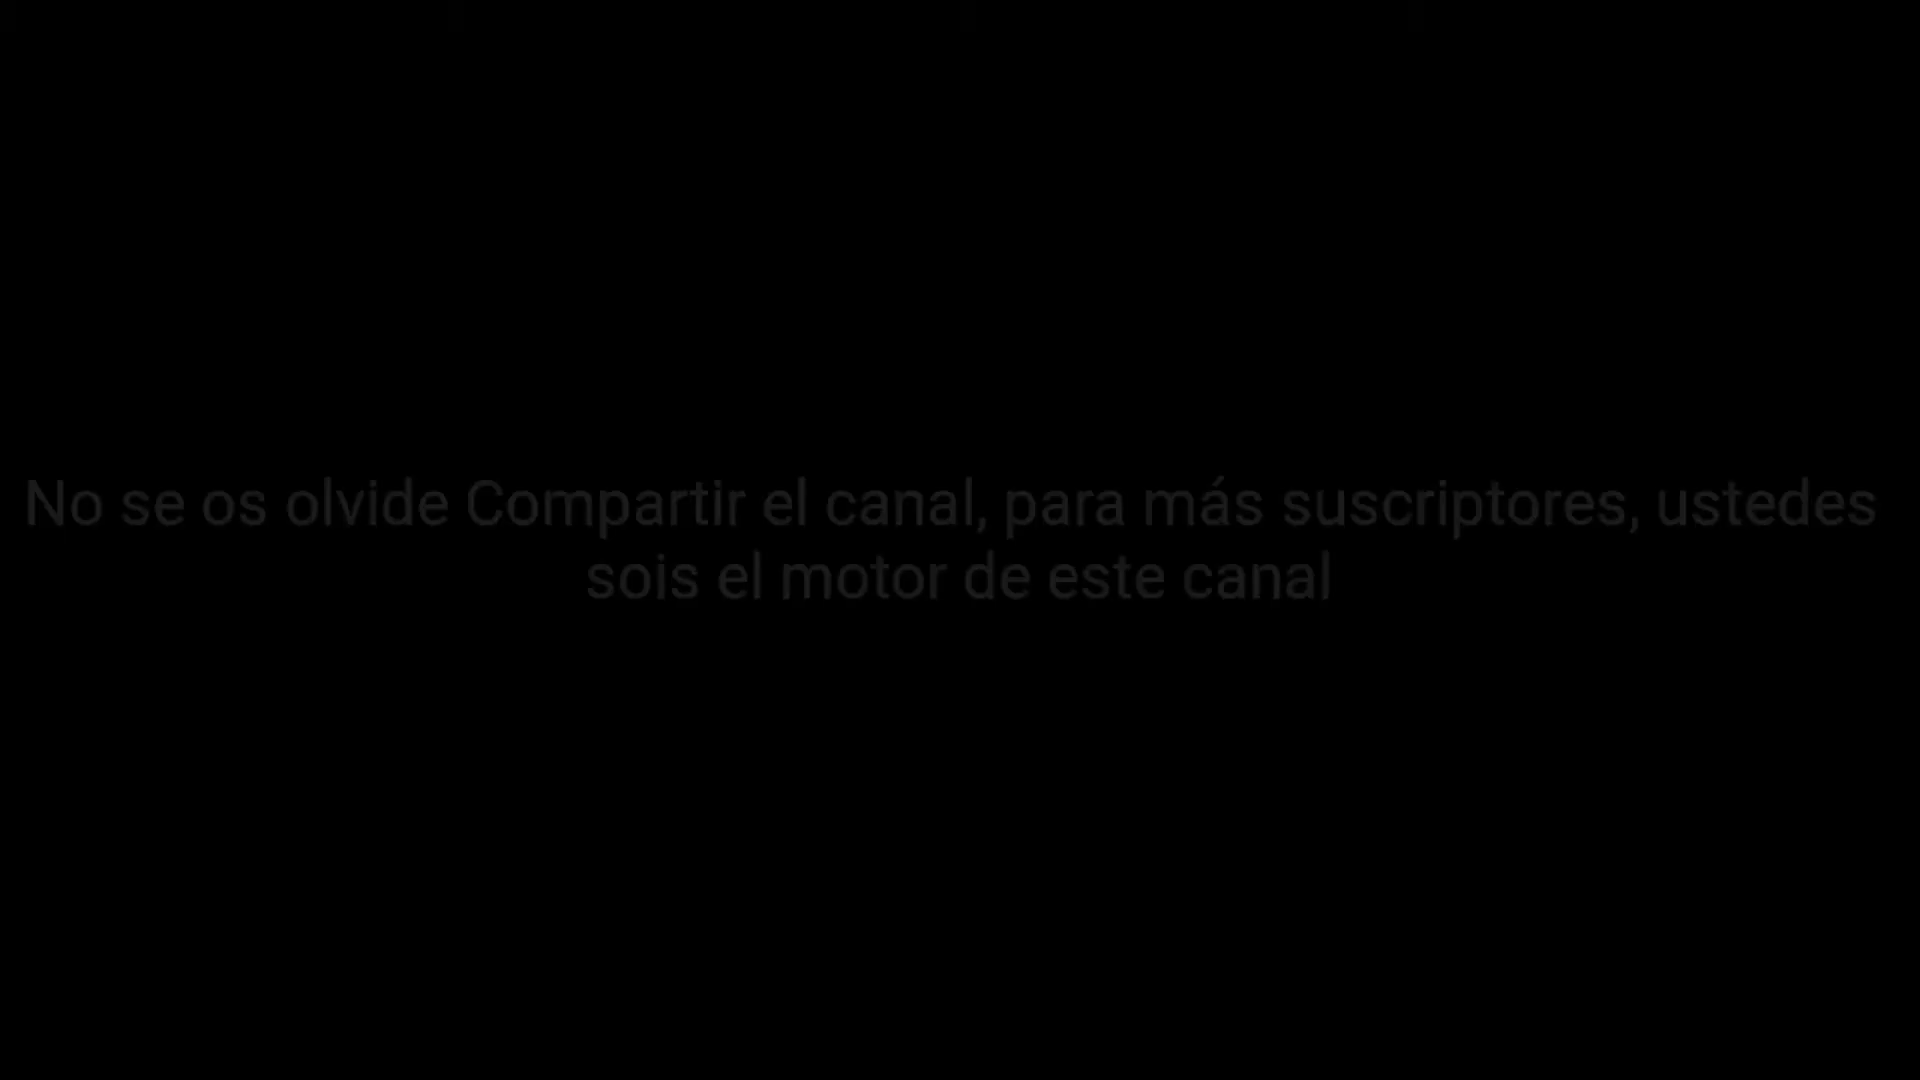 No se os olvide Compartir el canal, para más suscriptores, ustedes
sois el motor de este canal